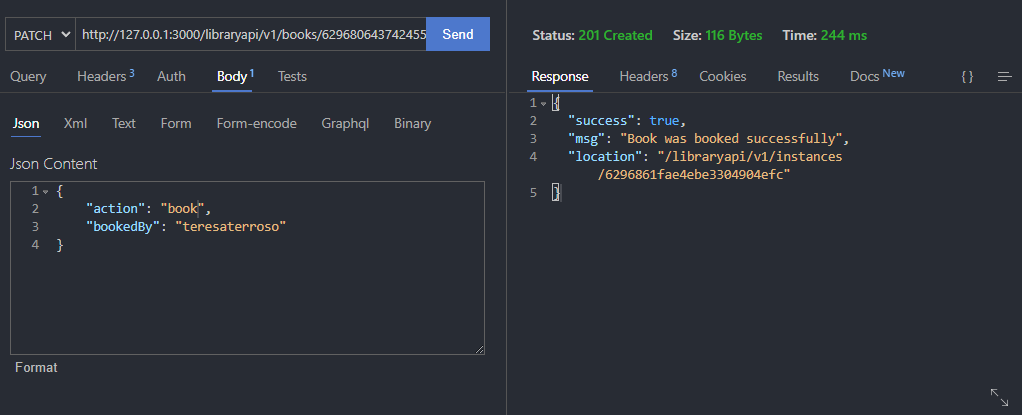 PATCH http://127.0.0.1:3000/libraryapi/v1/books/629680643742455 Send
Query Headers 3 Auth Body 1 Tests
Json Xml Text Form Form-encode Graphql Binary
Json Content
1 {
2 "action": "book",
3 "bookedBy": "teresaterroso"
4 }
Format
Status: 201 Created Size: 116 Bytes Time: 244 ms
Response Headers 8 Cookies Results Docs New {}
1 {
2 "success": true,
3 "msg": "Book was booked successfully",
4 "location": "/libraryapi/v1/instances
/6296861fae4ebe3304904efc"
5 }